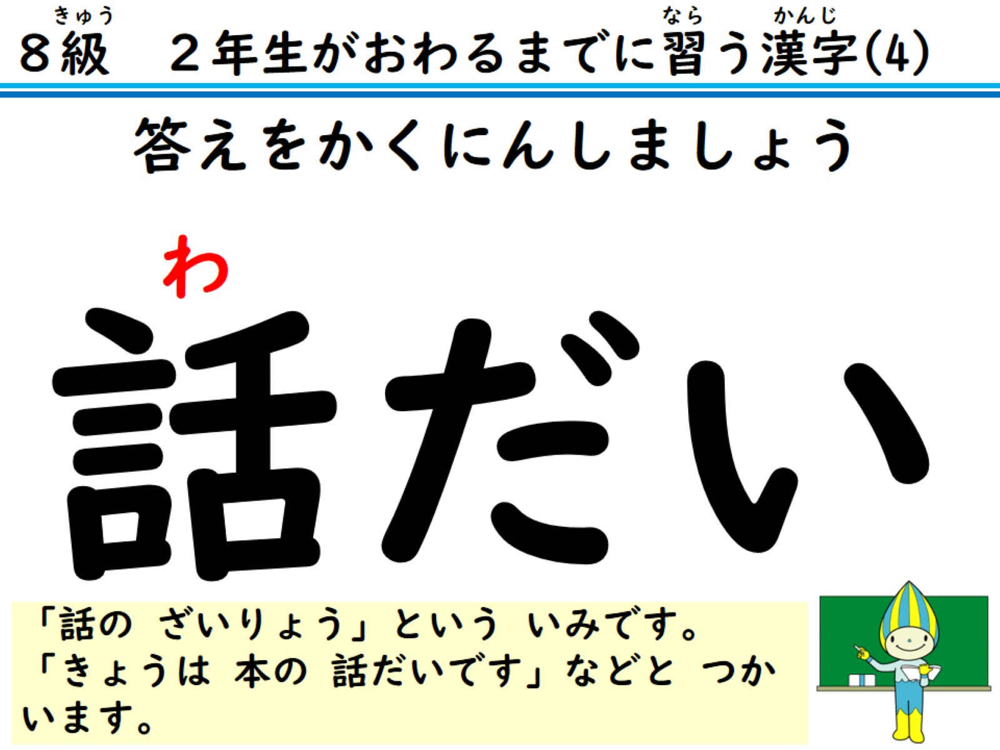 きゅう なら かんじ
８級　２年生がおわるまでに習う漢字(4)
答えをかくにんしましょう
わ
話だい
「話の ざいりょう」という いみです。
「きょうは 本の 話だいです」などと つか
います。